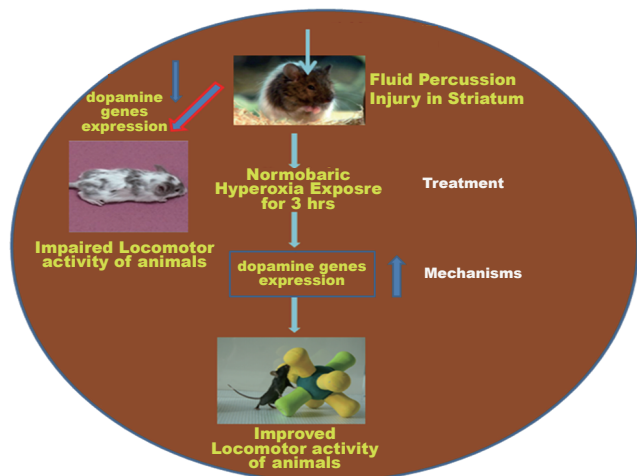 Fluid Percussion
Injury in Striatum
dopamine
genes
expression
Impaired Locomotor
activity of animals
Normobaric
Hyperoxia Exposre
for 3 hrs
Treatment
dopamine genes
expression
Mechanisms
Improved
Locomotor activity
of animals